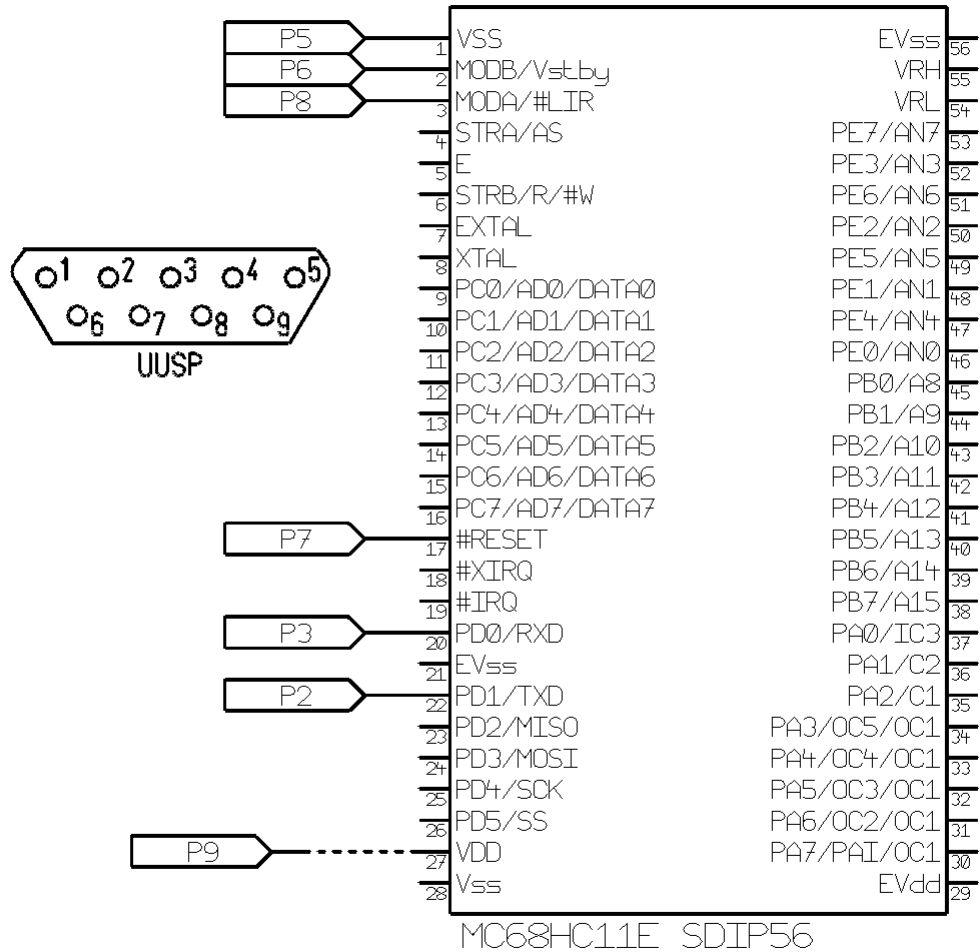 P5
1
VSS
EVss
56
P6
2
MODB/Vstby
VRH
55
P8
3
MODA/#LIR
VRL
54
4
STRA/AS
PE7/AN7
53
5
E
PE3/AN3
52
6
STRB/R/#W
PE6/AN6
51
7
EXTAL
PE2/AN2
50
8
XTAL
PE5/AN5
49
9
PC0/AD0/DATA0
PE1/AN1
48
10
PC1/AD1/DATA1
PE4/AN4
47
11
PC2/AD2/DATA2
PE0/AN0
46
12
PC3/AD3/DATA3
PB0/A8
45
13
PC4/AD4/DATA4
PB1/A9
44
14
PC5/AD5/DATA5
PB2/A10
43
15
PC6/AD6/DATA6
PB3/A11
42
16
PC7/AD7/DATA7
PB4/A12
41
P7
17
#RESET
PB5/A13
40
18
#XIRQ
PB6/A14
39
19
#IRQ
PB7/A15
38
P3
20
PD0/RXD
PA0/IC3
37
21
EVss
PA1/C2
36
P2
22
PD1/TXD
PA2/C1
35
23
PD2/MISO
PA3/OC5/OC1
34
24
PD3/MOSI
PA4/OC4/OC1
33
25
PD4/SCK
PA5/OC3/OC1
32
26
PD5/SS
PA6/OC2/OC1
31
P9
27
VDD
PA7/PAI/OC1
30
28
Vss
EVdd
29
MC68HC11E SDIP56
1 2 3 4 5
6 7 8 9
UUSP